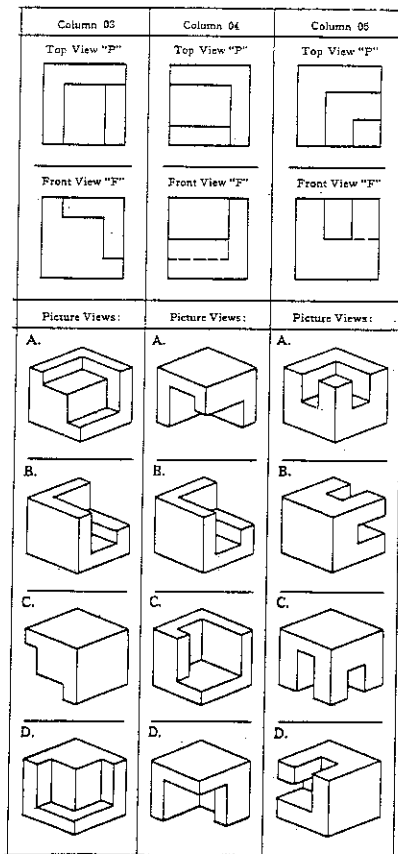 Column 03 Column 04 Column 05
Top View "P" Top View "P" Top View "P"
Front View "F" Front View "F" Front View "F"
Picture Views: Picture Views: Picture Views:
A. A. A.
B. B. B.
C. C. C.
D. D. D.